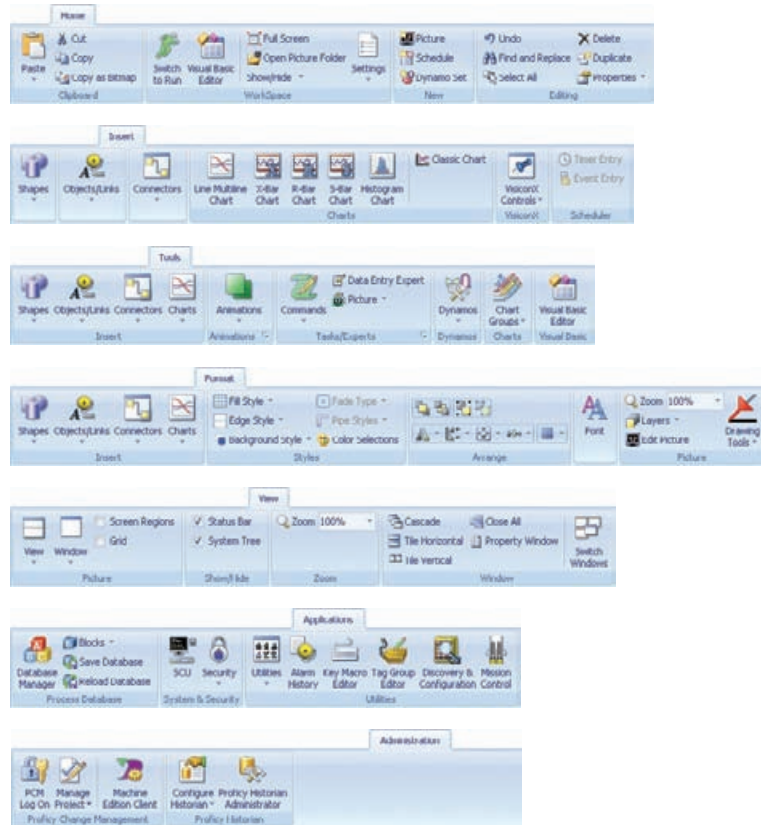 Home
Cut
Copy
Copy as Bitmap
Paste
Clipboard
Switch to Run
Visual Basic Editor
Full Screen
Open Picture Folder
Show/Hide
Settings
WorkSpace
Picture
Schedule
Dynamo Set
New
Undo
Find and Replace
Select All
Delete
Duplicate
Properties
Editing
Insert
Shapes
Objects/Links
Connectors
Line Multiline Chart
X-Bar Chart
R-Bar Chart
S-Bar Chart
Histogram Chart
Classic Chart
Charts
VisiconX Controls
VisiconX
Timer Entry
Event Entry
Scheduler
Tools
Shapes
Objects/Links
Connectors
Charts
Insert
Animations
Animations
Commands
Data Entry Expert
Picture
Tasks/Experts
Dynamos
Dynamos
Chart Groups
Charts
Visual Basic Editor
Visual Basic
Format
Shapes
Objects/Links
Connectors
Charts
Insert
Fill Style
Edge Style
Background Style
Fade Type
Pipe Styles
Color Selections
Styles
Arrange
Font
Zoom 100%
Layers
Edit Picture
Drawing Tools
Picture
View
View
Window
Screen Regions
Grid
Picture
Status Bar
System Tree
Show/Hide
Zoom 100%
Zoom
Cascade
Tile Horizontal
Tile Vertical
Close All
Property Window
Switch Windows
Window
Applications
Database Manager
Blocks
Save Database
Reload Database
Process Database
SCU
Security
System & Security
Utilities
Alarm History
Key Macro Editor
Tag Group Editor
Discovery & Configuration
Mission Control
Utilities
Administration
PCM Log On
Manage Project
Machine Edition Client
Proficy Change Management
Configure Historian
Proficy Historian Administrator
Proficy Historian